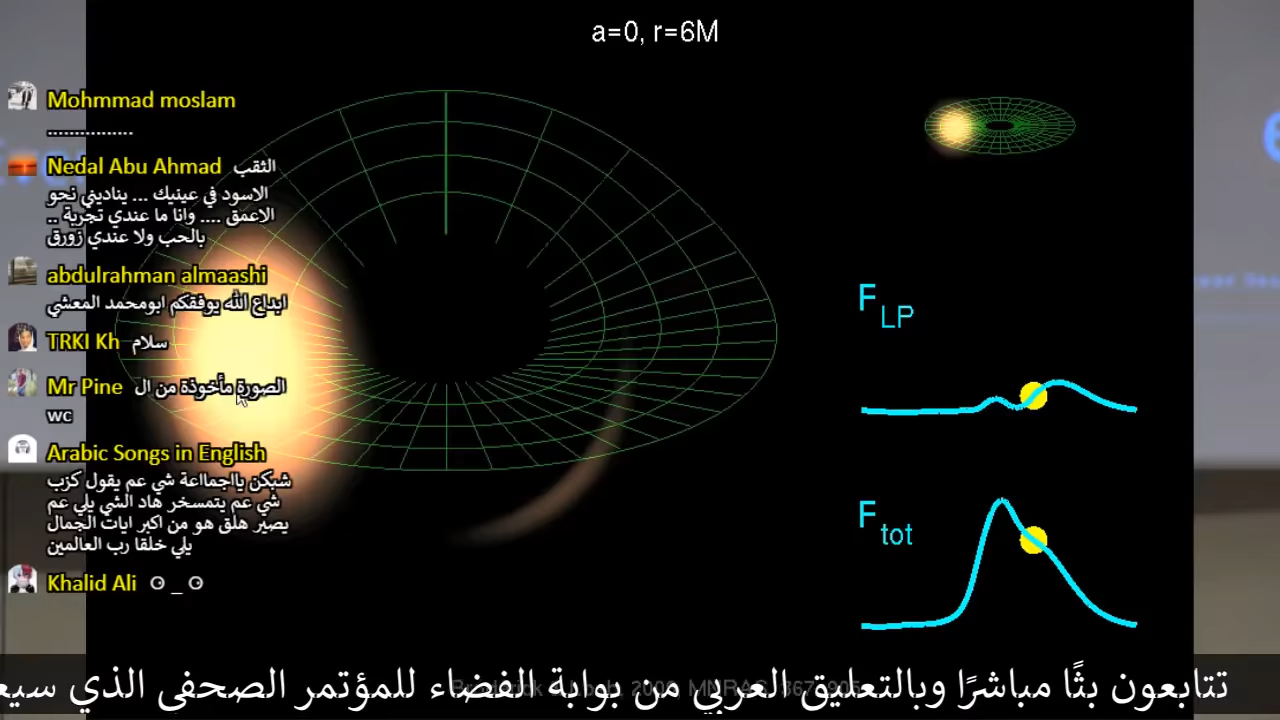 a=0, r=6M
Mohmmad moslam
................
Nedal Abu Ahmad الثقب
الاسود في عينيك ... يناديني نحو
الاعمق .... وانا ما عندي تجربة ..
بالحب ولا عندي زورق
abdulrahman almaashi
ابداع الله يوفقكم ابومحمد المعشي
TRKI Kh سلام
Mr Pine الصورة مأخوذة من ال
wc
Arabic Songs in English
شبكن يااجمااعة شي عم يقول كزب
شي عم يتمسخر هاد الشي يلي عم
يصير هلق هو من اكبر ايات الجمال
يلي خلقا رب العالمين
Khalid Ali ⚆ _ ⚆
F LP
F tot
تتابعون بثًا مباشرًا وبالتعليق العربي من بوابة الفضاء للمؤتمر الصحفي الذي سيع